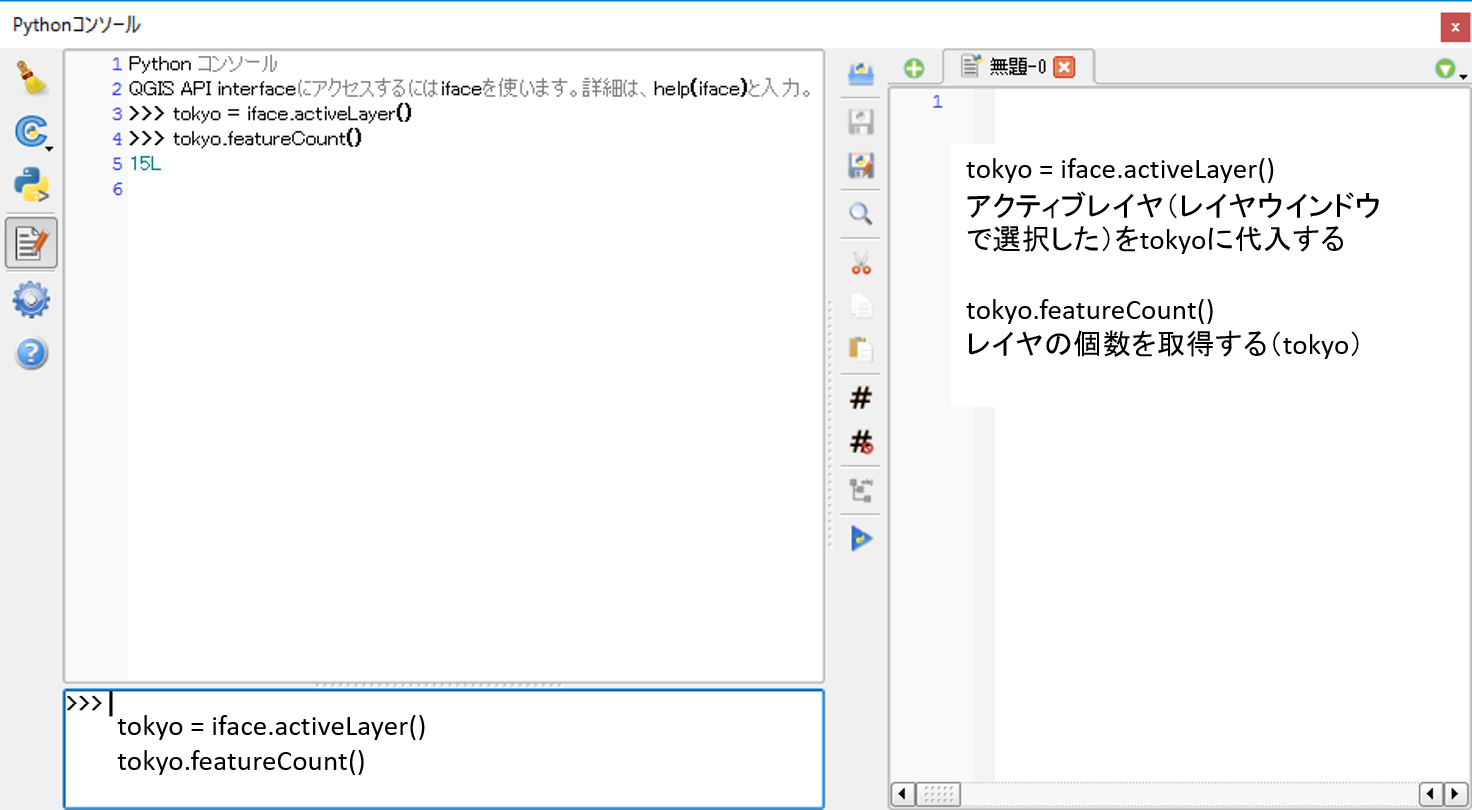 Pythonコンソール
1 Python コンソール
2 QGIS API interfaceにアクセスするにはifaceを使います。詳細は、help(iface)と入力。
3 >>> tokyo = iface.activeLayer()
4 >>> tokyo.featureCount()
5 15L
6
>>>
tokyo = iface.activeLayer()
tokyo.featureCount()
無題-0
1
tokyo = iface.activeLayer()
アクティブレイヤ（レイヤウインドウ
で選択した）をtokyoに代入する
tokyo.featureCount()
レイヤの個数を取得する（tokyo）